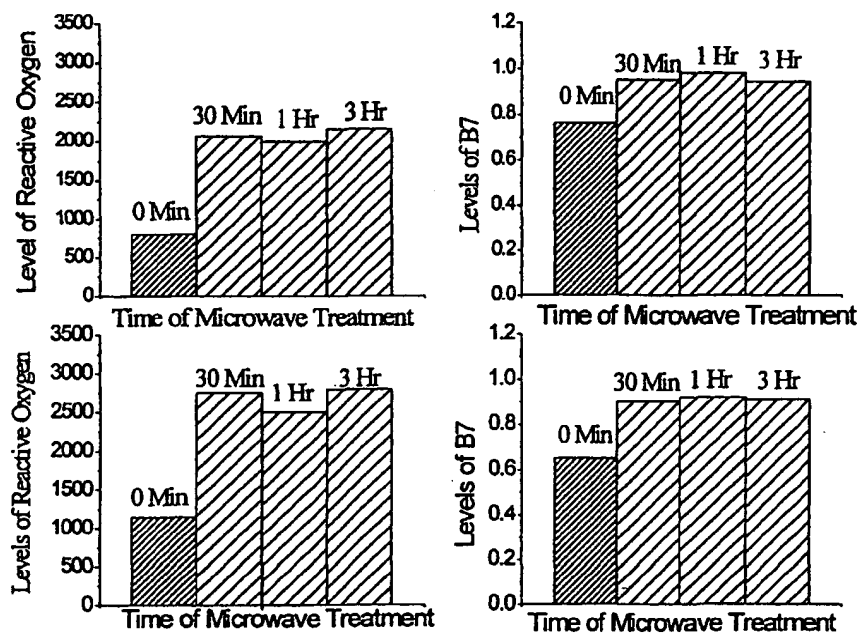 Level of Reactive Oxygen
3500
3000
2500
2000
1500
1000
500
0
0 Min
30 Min
1 Hr
3 Hr
Time of Microwave Treatment
Levels of B7
1.2
1.0
0.8
0.6
0.4
0.2
0.0
0 Min
30 Min
1 Hr
3 Hr
Time of Microwave Treatment
Levels of Reactive Oxygen
3500
3000
2500
2000
1500
1000
500
0
0 Min
30 Min
1 Hr
3 Hr
Time of Microwave Treatment
Levels of B7
1.2
1.0
0.8
0.6
0.4
0.2
0.0
0 Min
30 Min
1 Hr
3 Hr
Time of Microwave Treatment